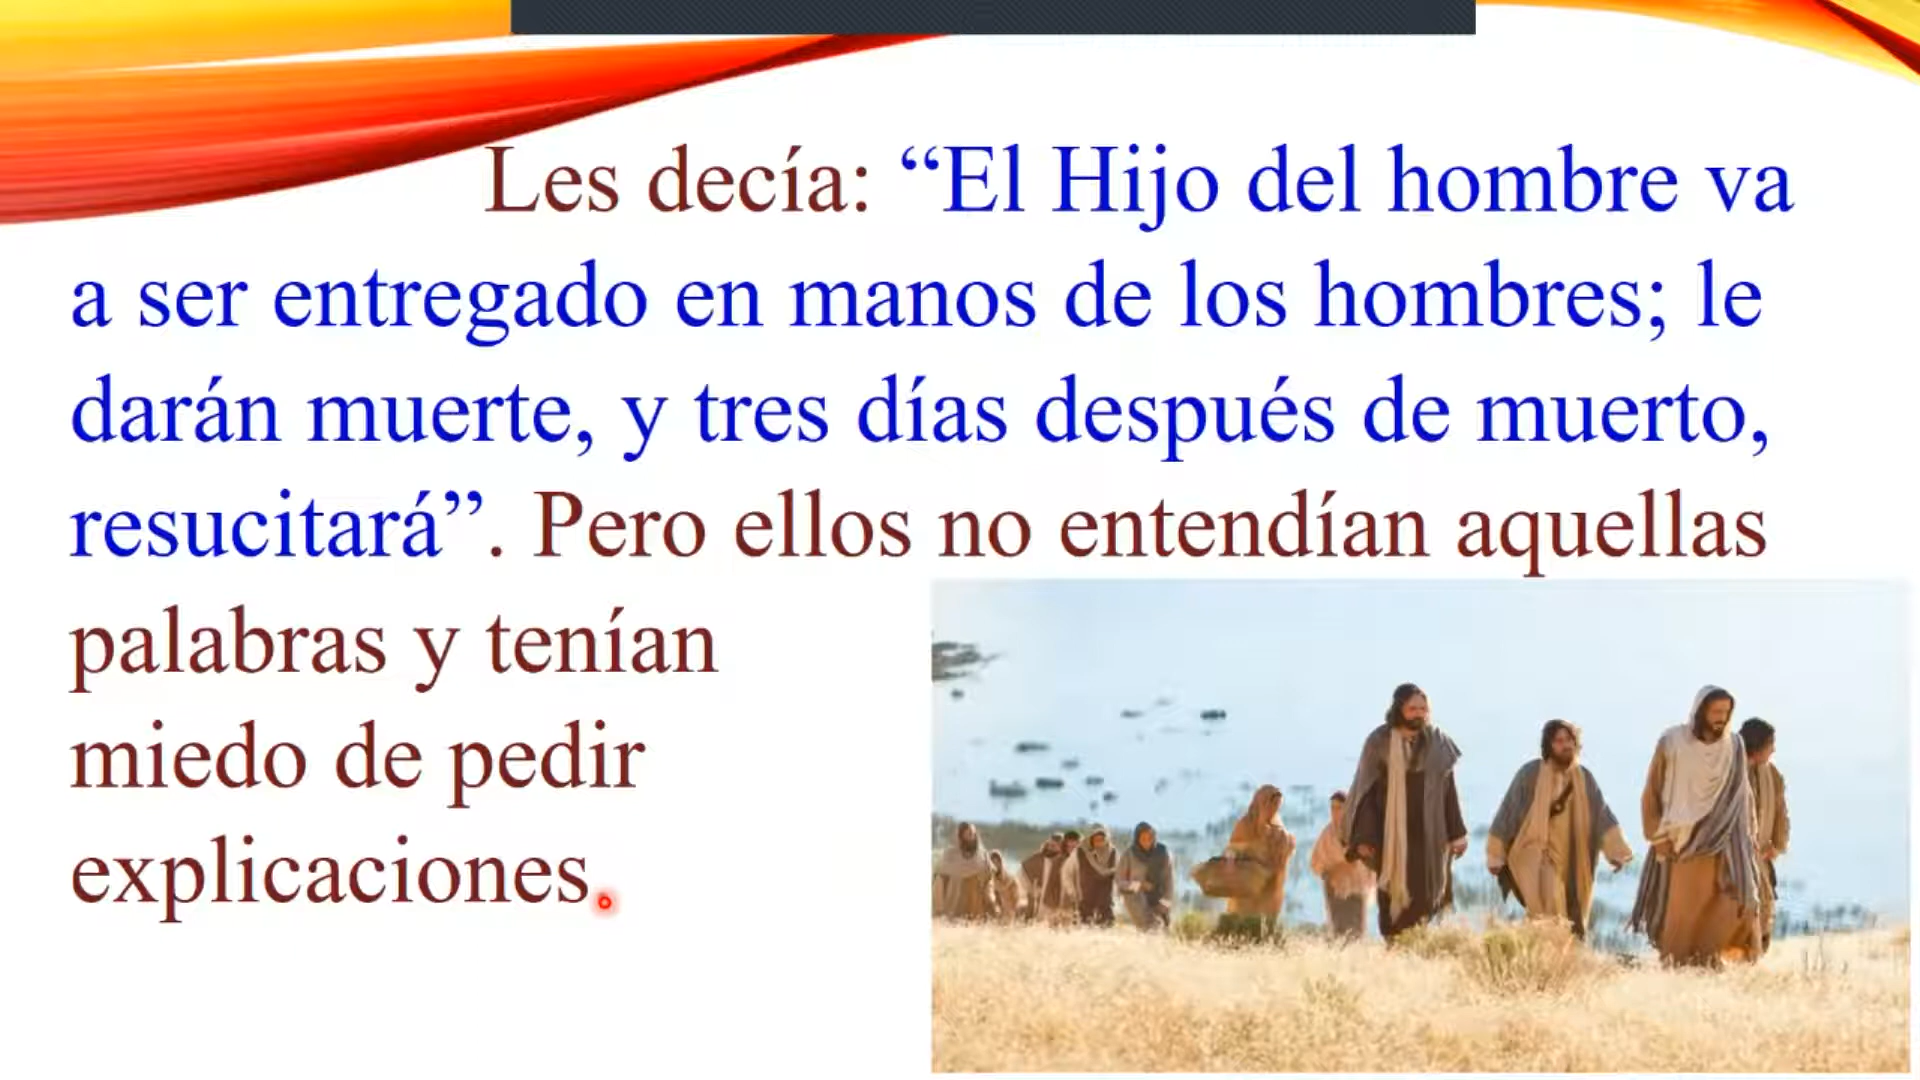 Les decía: “El Hijo del hombre va
a ser entregado en manos de los hombres; le
darán muerte, y tres días después de muerto,
resucitará”. Pero ellos no entendían aquellas
palabras y tenían
miedo de pedir
explicaciones.